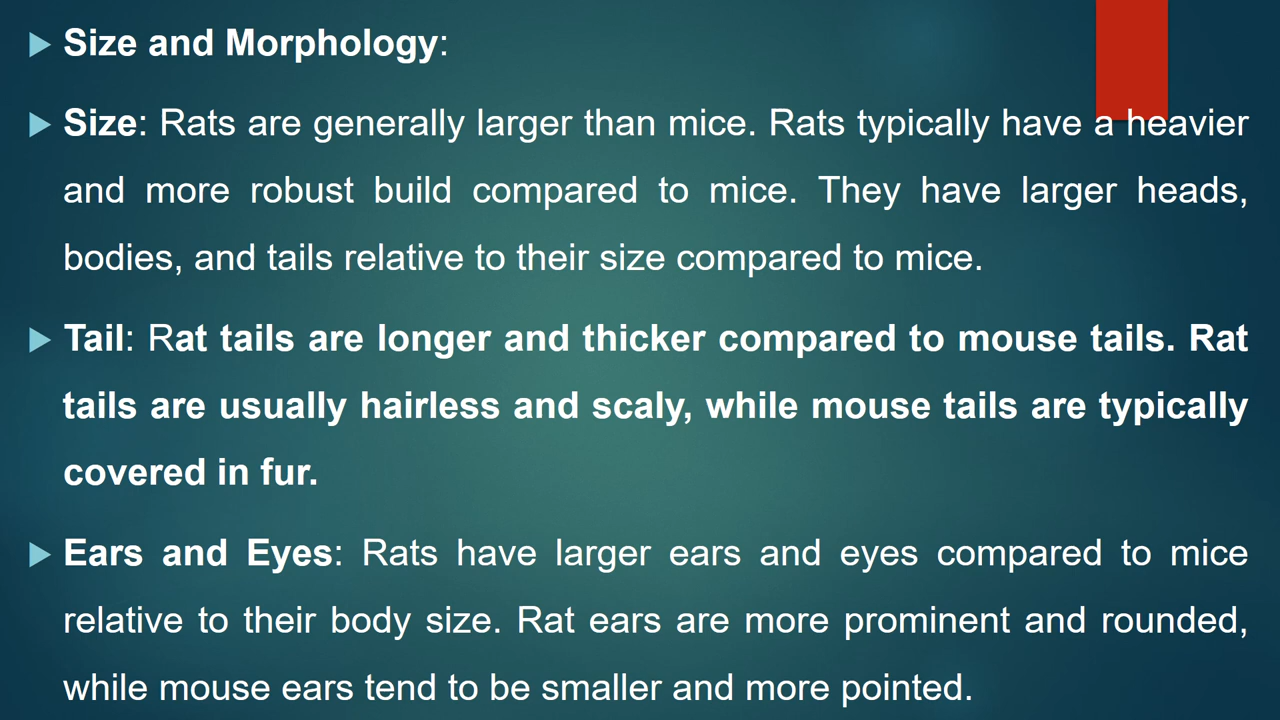 Size and Morphology:
Size: Rats are generally larger than mice. Rats typically have a heavier
and more robust build compared to mice. They have larger heads,
bodies, and tails relative to their size compared to mice.
Tail: Rat tails are longer and thicker compared to mouse tails. Rat
tails are usually hairless and scaly, while mouse tails are typically
covered in fur.
Ears and Eyes: Rats have larger ears and eyes compared to mice
relative to their body size. Rat ears are more prominent and rounded,
while mouse ears tend to be smaller and more pointed.